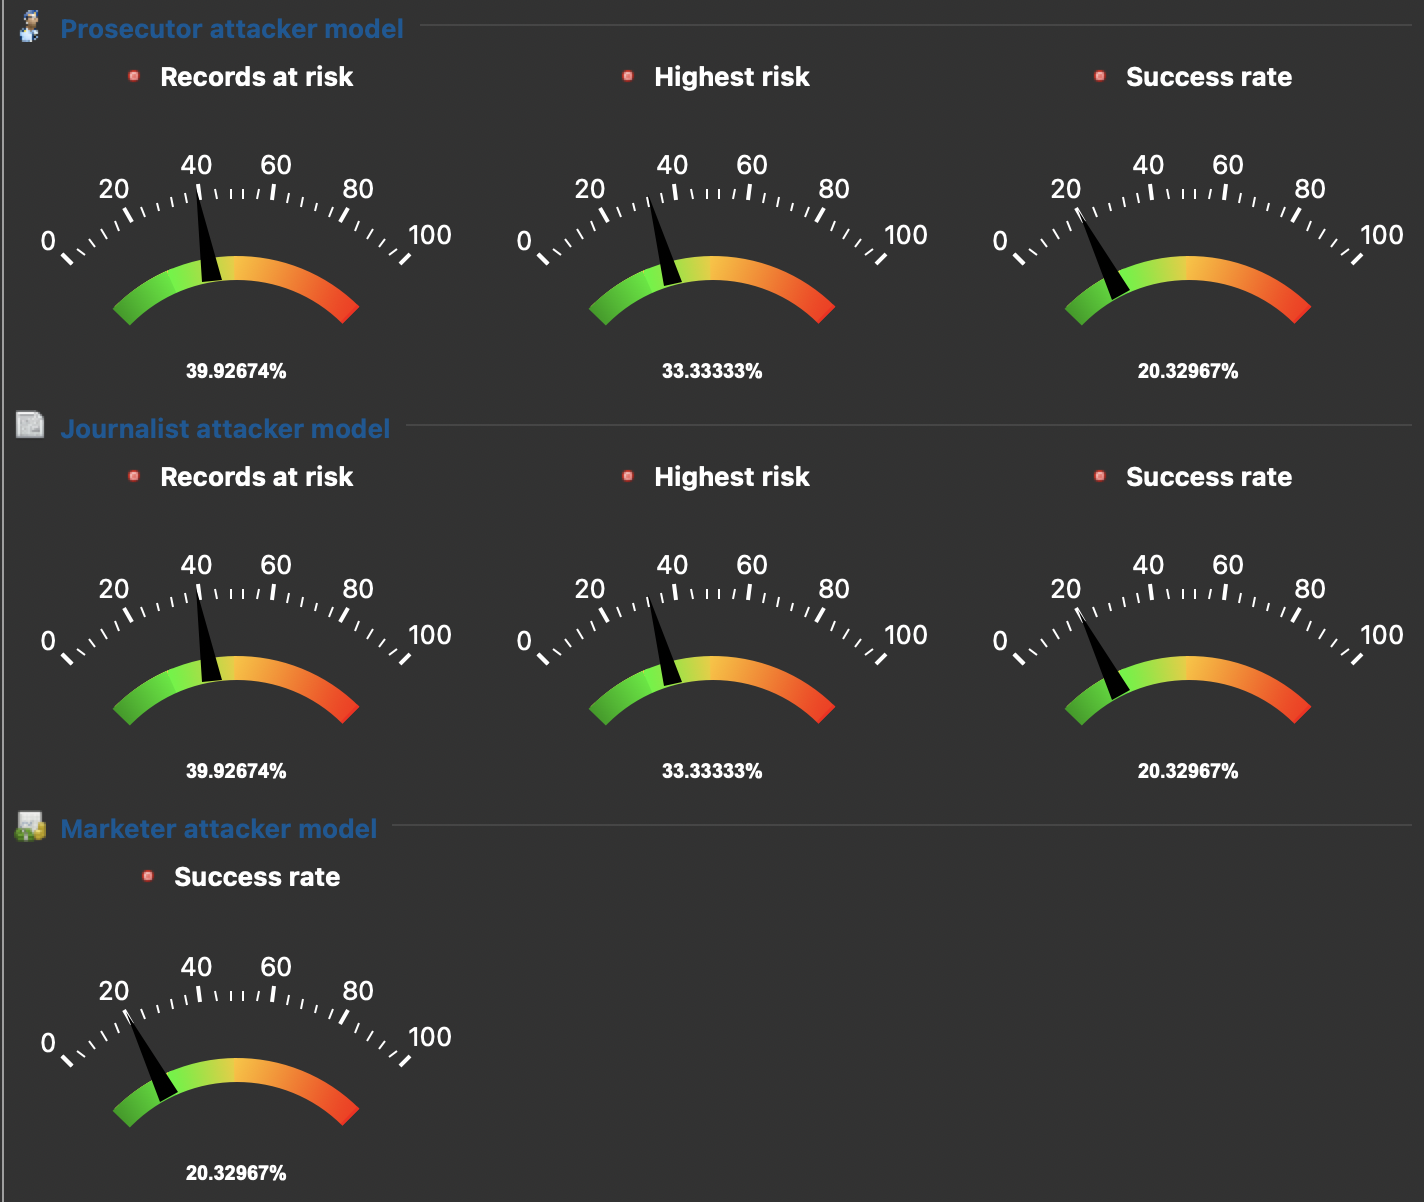 Prosecutor attacker model
Records at risk Highest risk Success rate
0 20 40 60 80 100 0 20 40 60 80 100 0 20 40 60 80 100
39.92674% 33.33333% 20.32967%
Journalist attacker model
Records at risk Highest risk Success rate
0 20 40 60 80 100 0 20 40 60 80 100 0 20 40 60 80 100
39.92674% 33.33333% 20.32967%
Marketer attacker model
Success rate
0 20 40 60 80 100
20.32967%